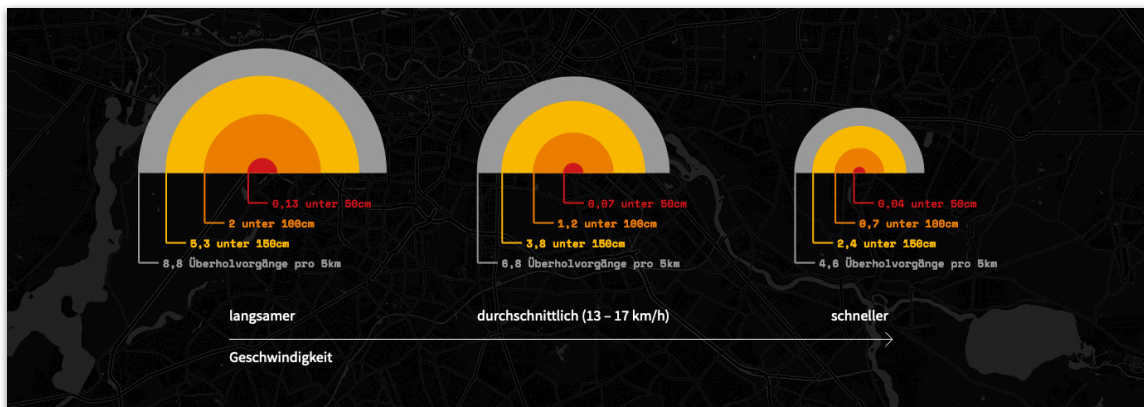 0,13 unter 50cm
2 unter 100cm
5,3 unter 150cm
8,8 Überholvorgänge pro 5km
0,07 unter 50cm
1,2 unter 100cm
3,8 unter 150cm
6,8 Überholvorgänge pro 5km
0,04 unter 50cm
0,7 unter 100cm
2,4 unter 150cm
4,6 Überholvorgänge pro 5km
langsamer
durchschnittlich (13 – 17 km/h)
schneller
Geschwindigkeit